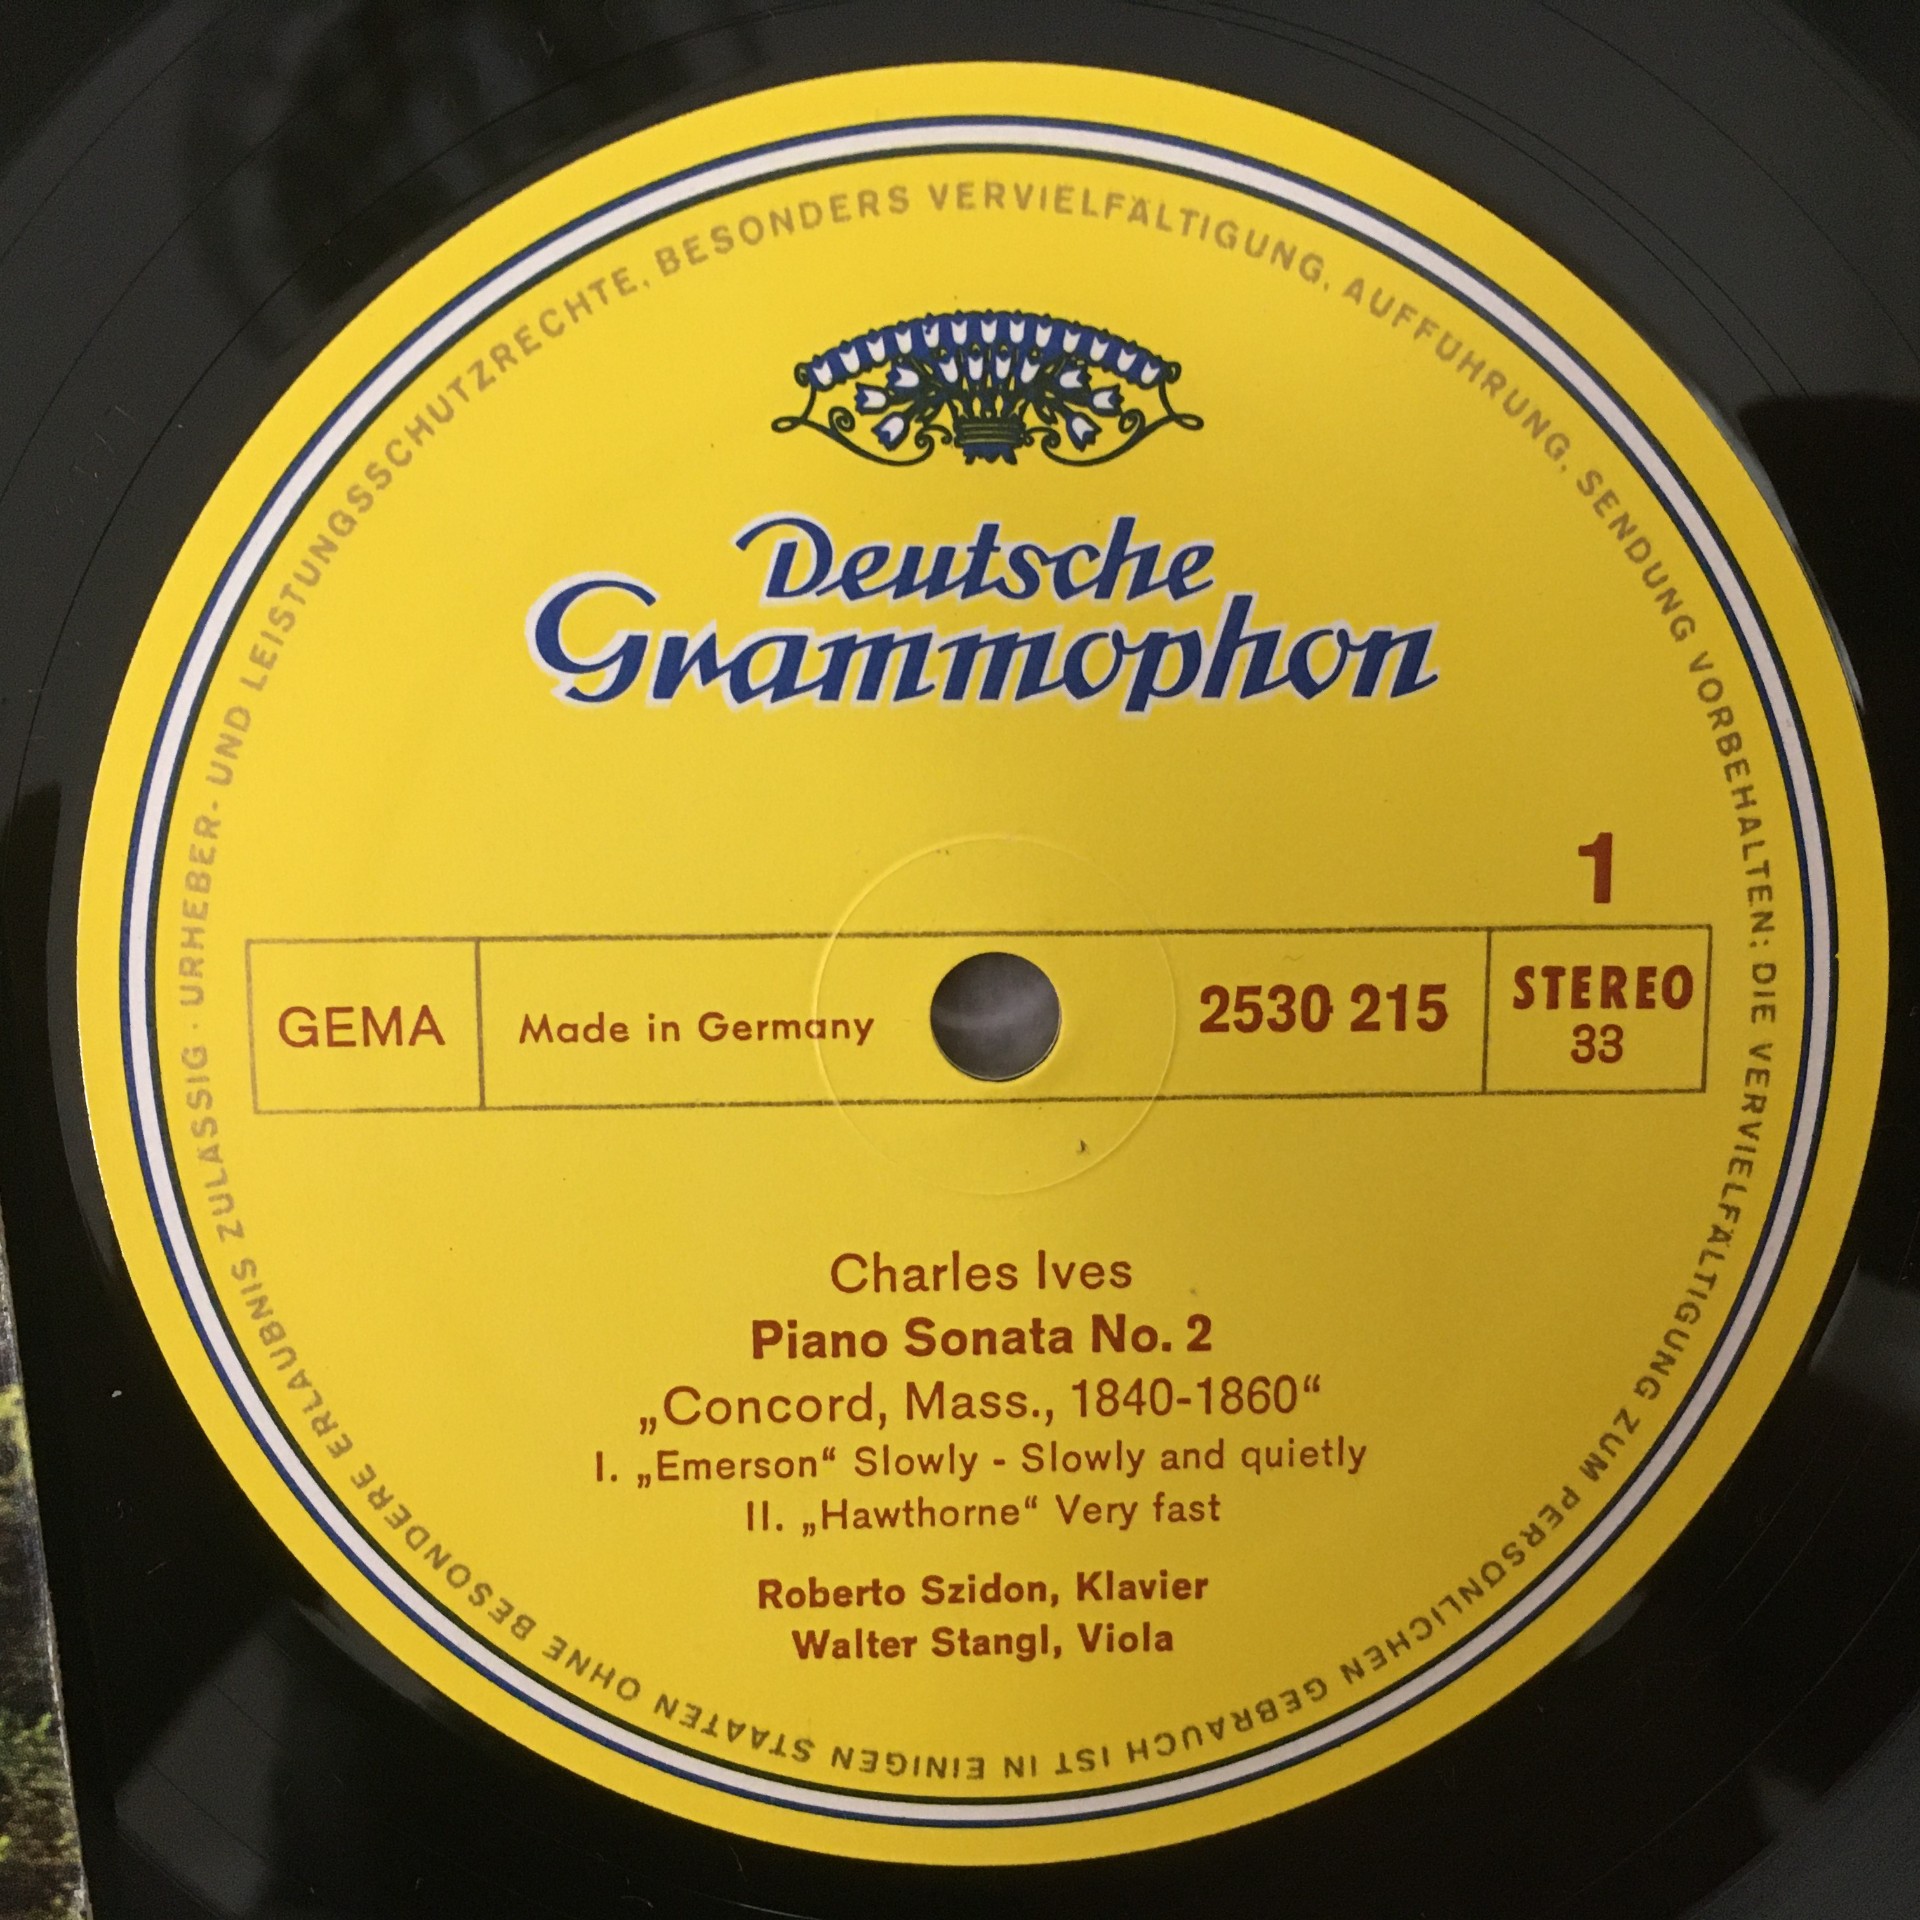 URHEBER- UND LEISTUNGSSCHUTZRECHTE, BESONDERS VERVIELFÄLTIGUNG, AUFFÜHRUNG, SENDUNG VORBEHALTEN: DIE VERVIELFÄLTIGUNG ZUM PERSÖNLICHEN GEBRAUCH IST IN EINIGEN STAATEN OHNE BESONDERE ERLAUBNIS ZULÄSSIG ·
Deutsche
Grammophon
1
GEMA Made in Germany 2530 215 STEREO
33
Charles Ives
Piano Sonata No. 2
„Concord, Mass., 1840-1860“
I. „Emerson“ Slowly - Slowly and quietly
II. „Hawthorne“ Very fast
Roberto Szidon, Klavier
Walter Stangl, Viola